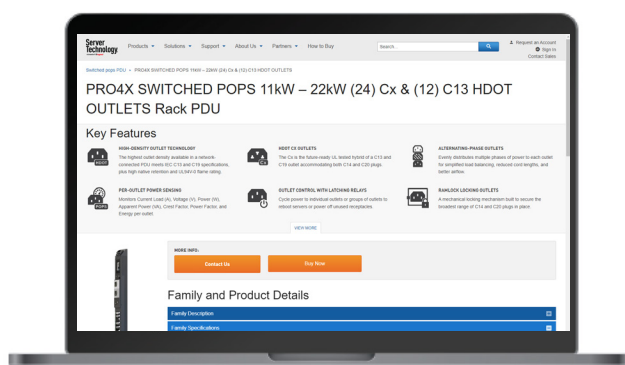 Server
Technology
Products
Solutions
Support
About Us
Partners
How to Buy
Search...
Request an Account
Sign In
Contact Sales
Switched pops PDU • PRO4X SWITCHED POPS 11KW – 22KW (24) Cx & (12) C13 HDOT OUTLETS
PRO4X SWITCHED POPS 11kW – 22kW (24) Cx & (12) C13 HDOT
OUTLETS Rack PDU
Key Features
HIGH-DENSITY OUTLET TECHNOLOGY
The highest outlet density available in a network-
connected PDU meets IEC C15 and C19 specifications,
plus high native retention and UL94V-0 flame rating.
HDOT
HDOT CX OUTLETS
The Cx is the future-ready UL tested hybrid of a C13 and
C19 outlet accommodating both C14 and C20 plugs.
Cx
ALTERNATING-PHASE OUTLETS
Evenly distributes multiple phases of power to each outlet
for simplified load balancing, reduced cord lengths, and
better airflow.
PER-OUTLET POWER SENSING
Monitors Current Load (A), Voltage (V), Power (W),
Apparent Power (VA), Crest Factor, Power Factor, and
Energy per outlet.
POPS
OUTLET CONTROL WITH LATCHING RELAYS
Cycle power to individual outlets or groups of outlets to
reboot servers or power off unused receptacles.
RAMLOCK LOCKING OUTLETS
A mechanical locking mechanism built to secure the
broadest range of C14 and C20 plugs in place.
VIEW MORE
MORE INFO:
Contact Us
Buy Now
Family and Product Details
Family Description
Family Specifications